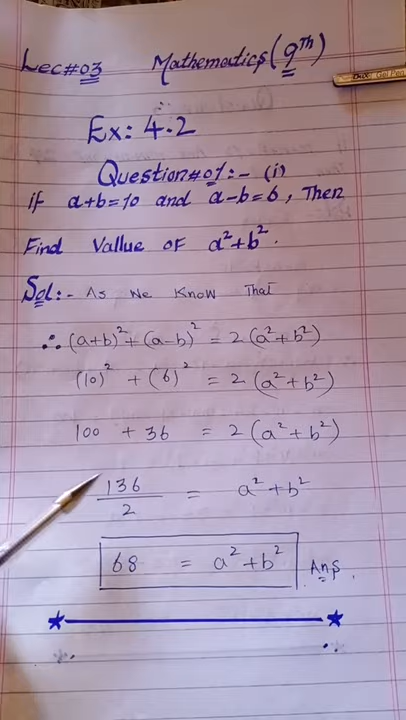 Lec#03 Mathematics(9Th)
Ex: 4.2
Question#01:- (i)
if a+b=10 and a-b=6, Then
Find Vallue of a²+b².
Sol:- As We Know That
∴ (a+b)²+(a-b)² = 2(a²+b²)
(10)² + (6)² = 2(a²+b²)
100 + 36 = 2(a²+b²)
136/2 = a²+b²
68 = a²+b² Ans.